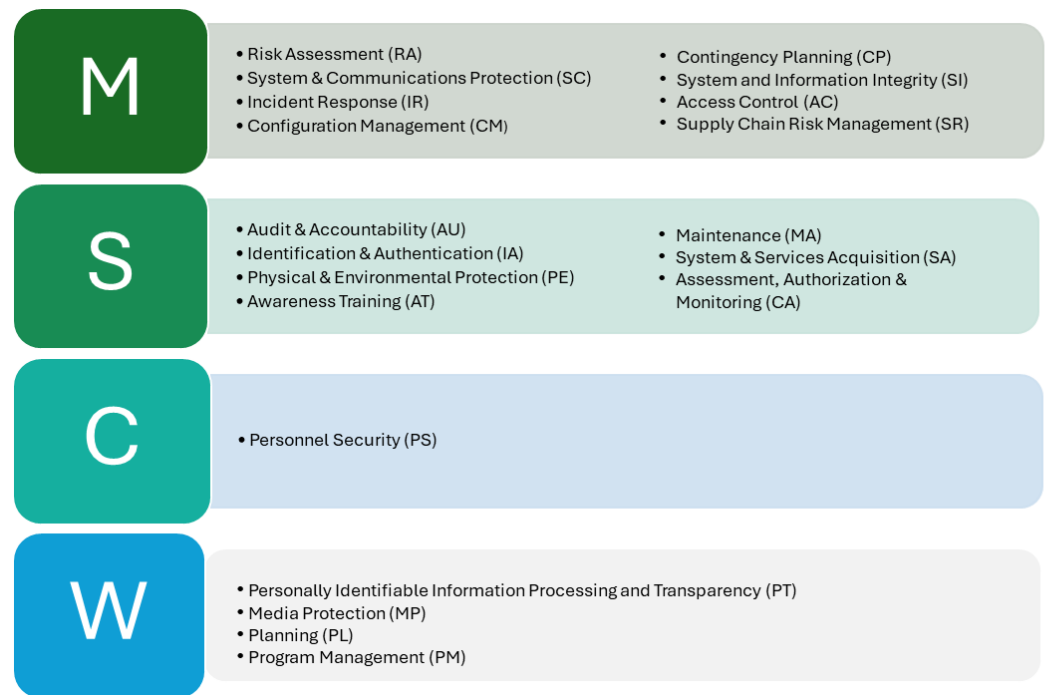 M
• Risk Assessment (RA)
• System & Communications Protection (SC)
• Incident Response (IR)
• Configuration Management (CM)
• Contingency Planning (CP)
• System and Information Integrity (SI)
• Access Control (AC)
• Supply Chain Risk Management (SR)
S
• Audit & Accountability (AU)
• Identification & Authentication (IA)
• Physical & Environmental Protection (PE)
• Awareness Training (AT)
• Maintenance (MA)
• System & Services Acquisition (SA)
• Assessment, Authorization &
Monitoring (CA)
C
• Personnel Security (PS)
W
• Personally Identifiable Information Processing and Transparency (PT)
• Media Protection (MP)
• Planning (PL)
• Program Management (PM)